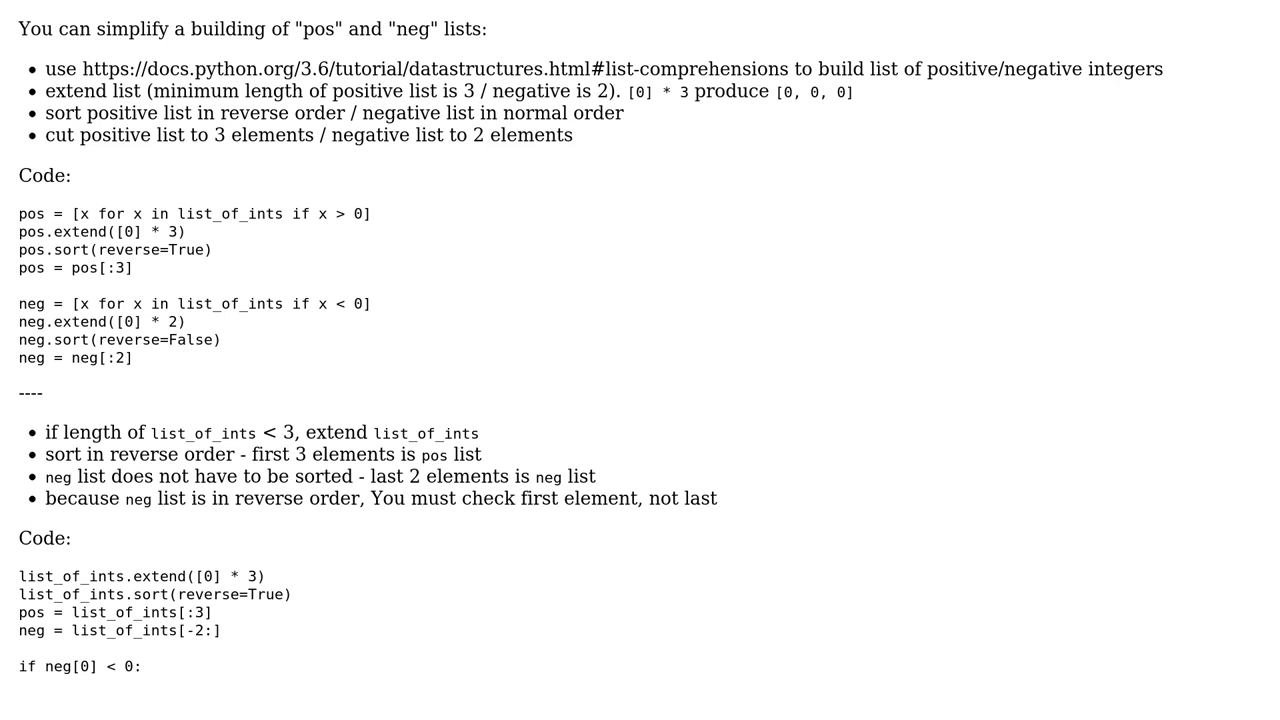 You can simplify a building of "pos" and "neg" lists:
• use https://docs.python.org/3.6/tutorial/datastructures.html#list-comprehensions to build list of positive/negative integers
• extend list (minimum length of positive list is 3 / negative is 2). [0] * 3 produce [0, 0, 0]
• sort positive list in reverse order / negative list in normal order
• cut positive list to 3 elements / negative list to 2 elements
Code:
pos = [x for x in list_of_ints if x > 0]
pos.extend([0] * 3)
pos.sort(reverse=True)
pos = pos[:3]
neg = [x for x in list_of_ints if x < 0]
neg.extend([0] * 2)
neg.sort(reverse=False)
neg = neg[:2]
----
• if length of list_of_ints < 3, extend list_of_ints
• sort in reverse order - first 3 elements is pos list
• neg list does not have to be sorted - last 2 elements is neg list
• because neg list is in reverse order, You must check first element, not last
Code:
list_of_ints.extend([0] * 3)
list_of_ints.sort(reverse=True)
pos = list_of_ints[:3]
neg = list_of_ints[-2:]
if neg[0] < 0: